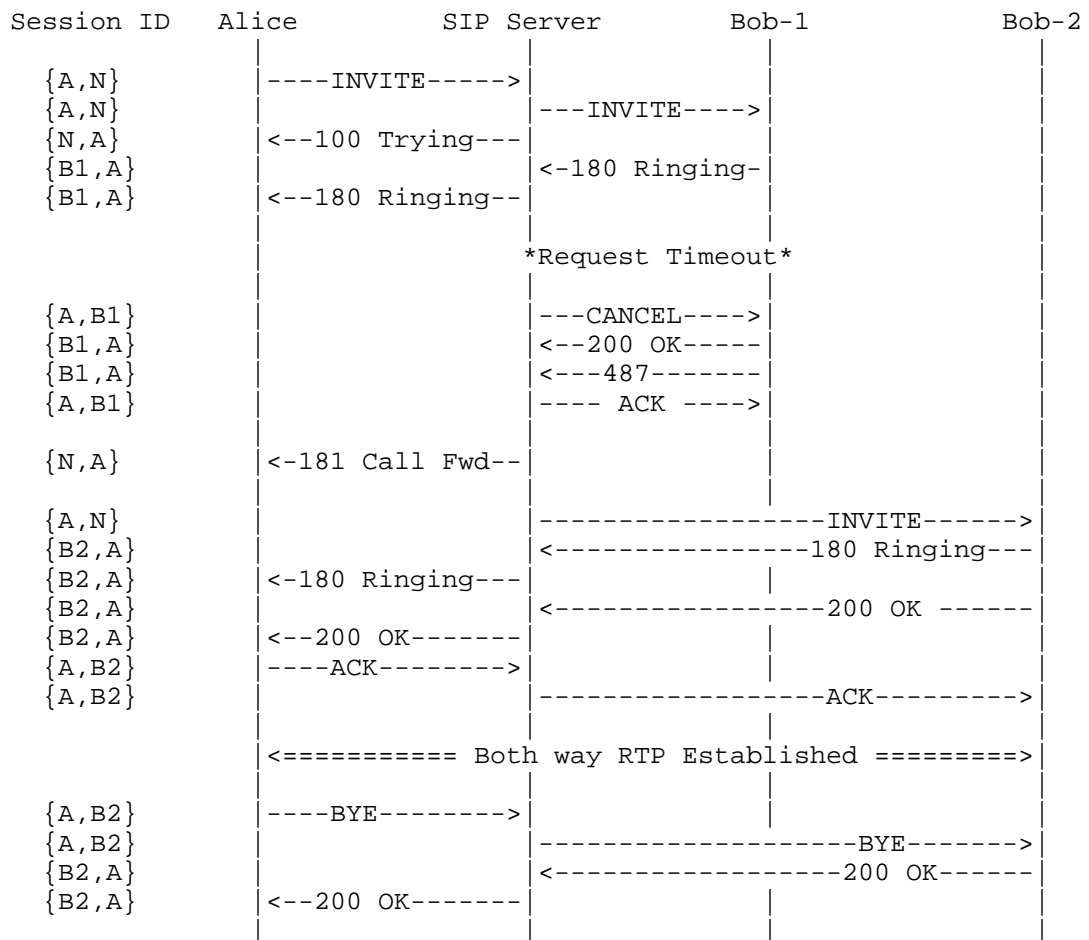 Session ID Alice SIP Server Bob-1 Bob-2
{A,N} |----INVITE----->|
{A,N} |---INVITE---->|
{N,A} |<--100 Trying---|
{B1,A} |<-180 Ringing-|
{B1,A} |<--180 Ringing--|
*Request Timeout*
{A,B1} |---CANCEL---->|
{B1,A} |<--200 OK-----|
{B1,A} |<---487-------|
{A,B1} |---- ACK ---->|
{N,A} |<-181 Call Fwd--|
{A,N} |------------------INVITE------>|
{B2,A} |<-----------------180 Ringing---|
{B2,A} |<-180 Ringing---|
{B2,A} |<-----------------200 OK ------|
{B2,A} |<--200 OK-------|
{A,B2} |----ACK-------->|
{A,B2} |------------------ACK--------->|
|<=========== Both way RTP Established =========>|
{A,B2} |----BYE-------->|
{A,B2} |--------------------BYE------->|
{B2,A} |<------------------200 OK------|
{B2,A} |<--200 OK-------|